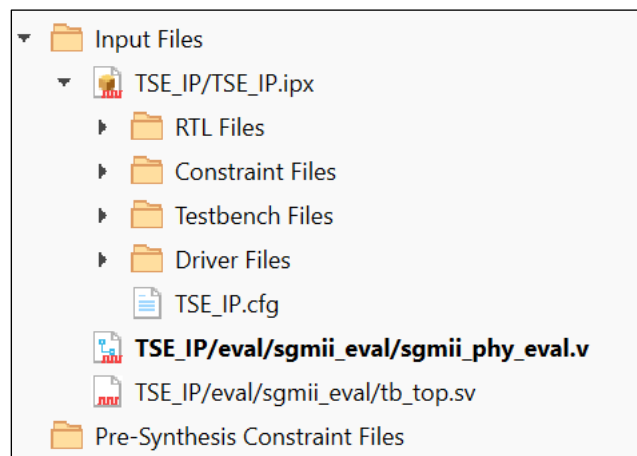 Input Files
TSE_IP/TSE_IP.ipx
RTL Files
Constraint Files
Testbench Files
Driver Files
TSE_IP.cfg
TSE_IP/eval/sgmii_eval/sgmii_phy_eval.v
TSE_IP/eval/sgmii_eval/tb_top.sv
Pre-Synthesis Constraint Files